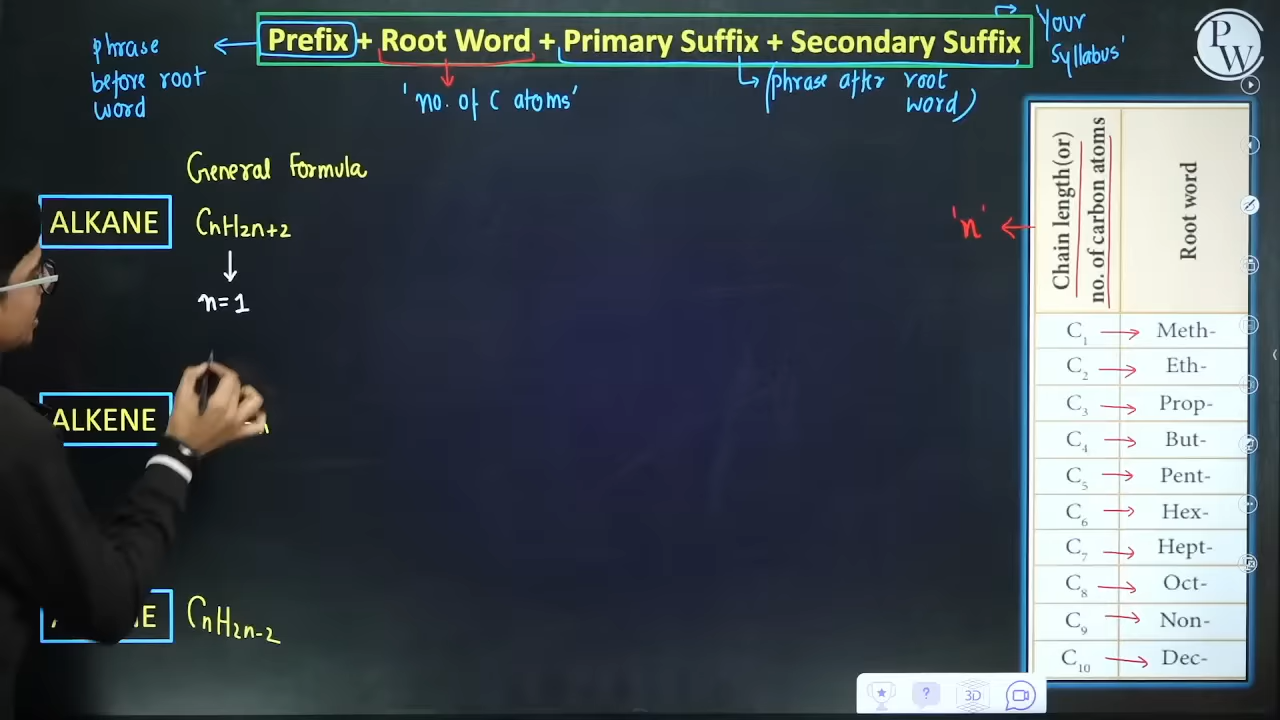 Prefix + Root Word + Primary Suffix + Secondary Suffix
Your
Syllabus'
phrase
before root
word
'no. of C atoms'
(phrase after root
word)
PW
General Formula
ALKANE
CnH2n+2
n=1
ALKENE
CnH2n-2
'n'
Chain length(or)
no. of carbon atoms
Root word
C₁ → Meth-
C₂ → Eth-
C₃ → Prop-
C₄ → But-
C₅ → Pent-
C₆ → Hex-
C₇ → Hept-
C₈ → Oct-
C₉ → Non-
C₁₀ → Dec-
?
3D